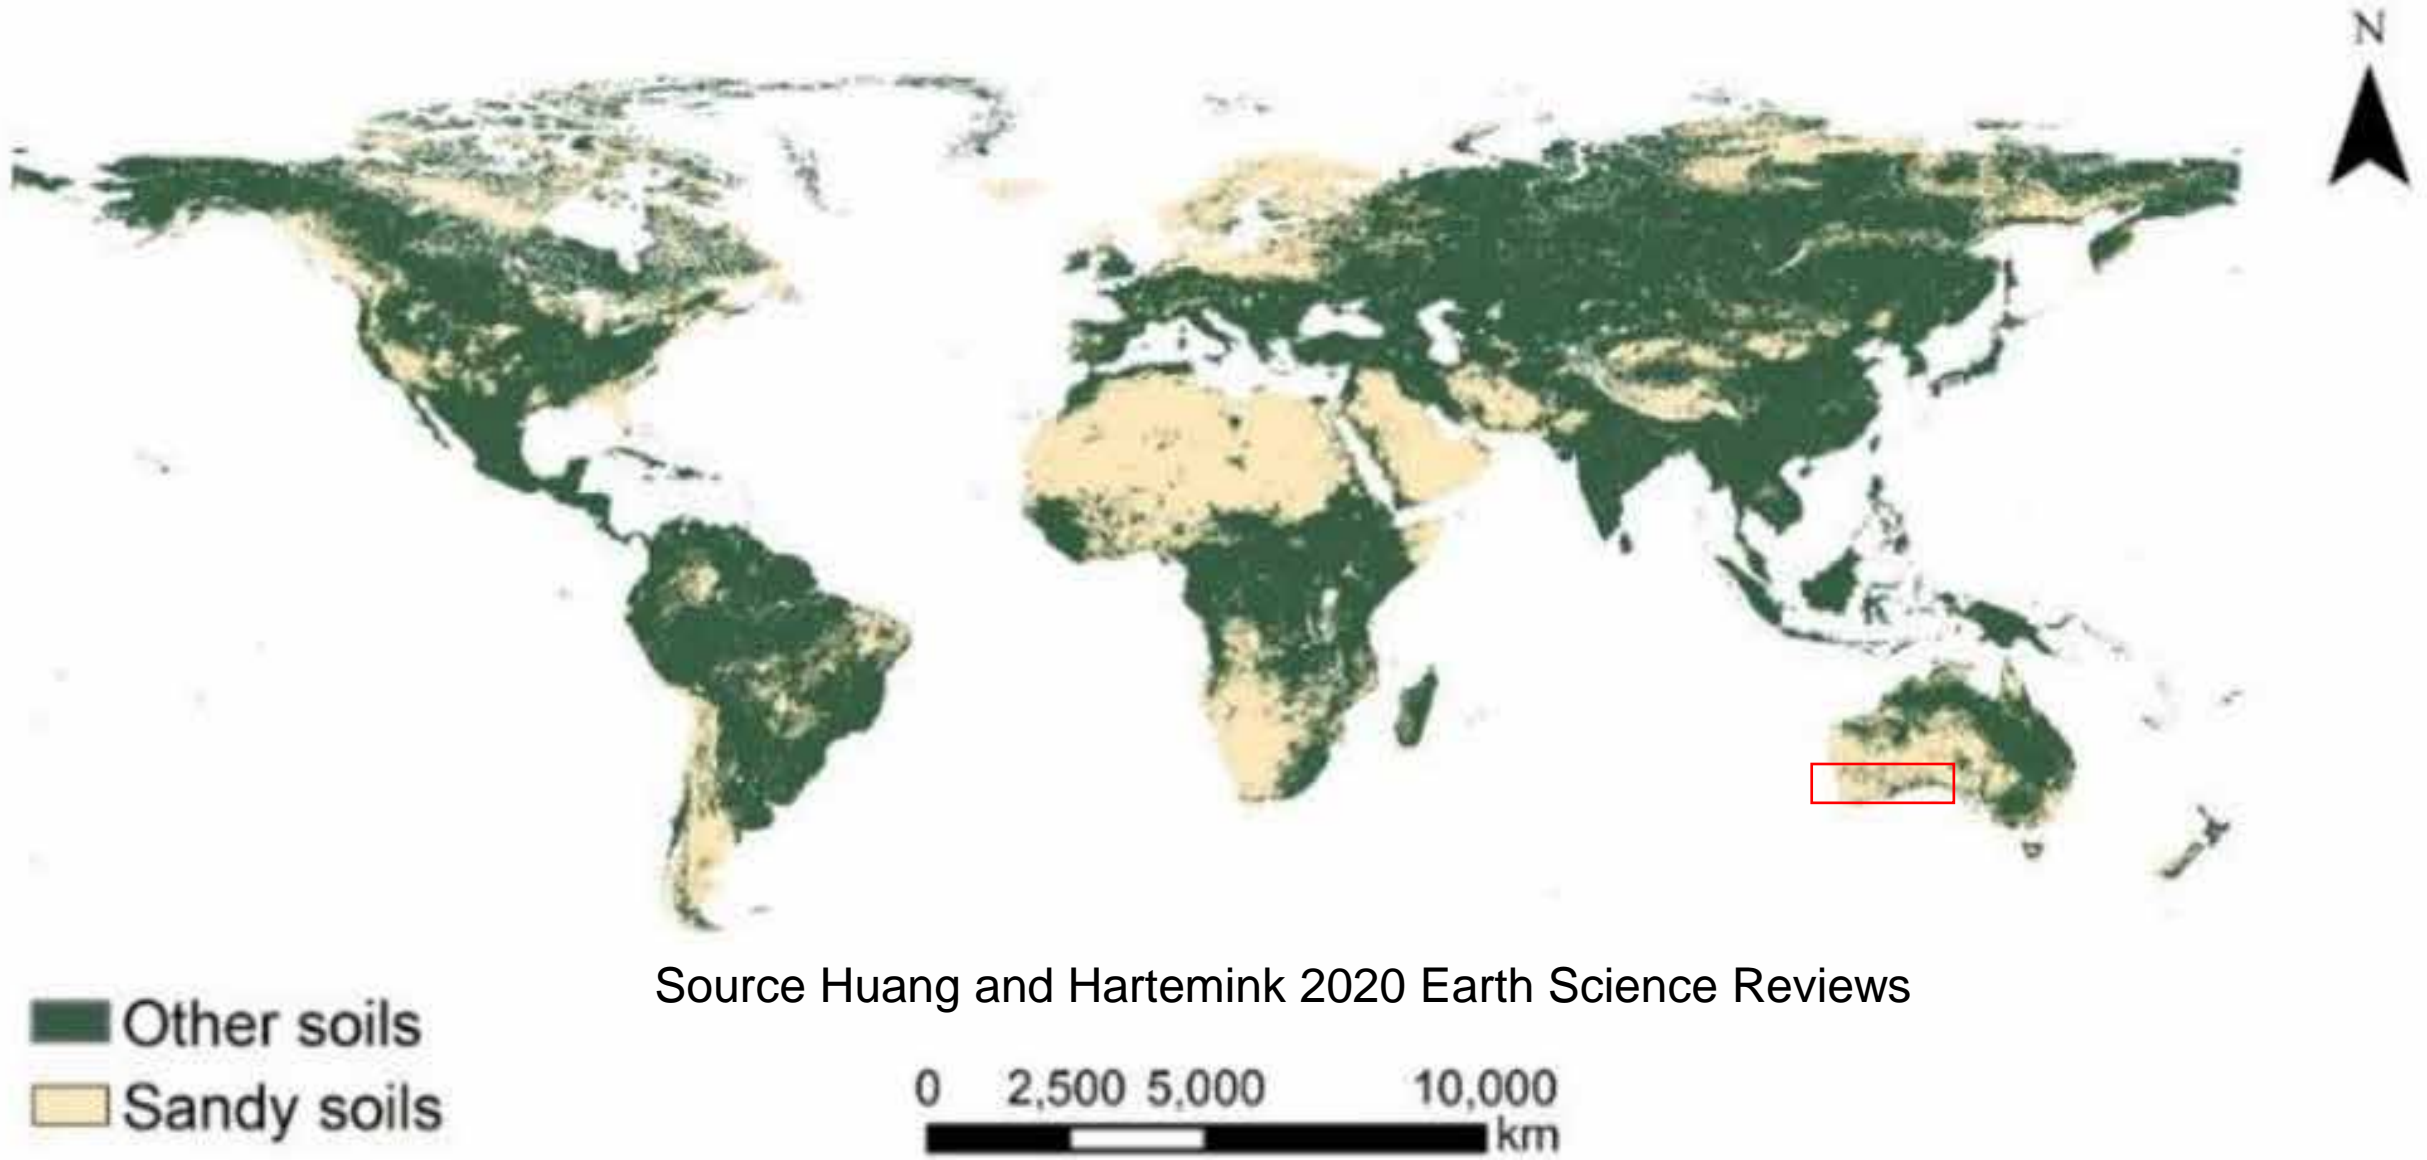 N
Source Huang and Hartemink 2020 Earth Science Reviews
Other soils
Sandy soils
0 2,500 5,000 10,000
km